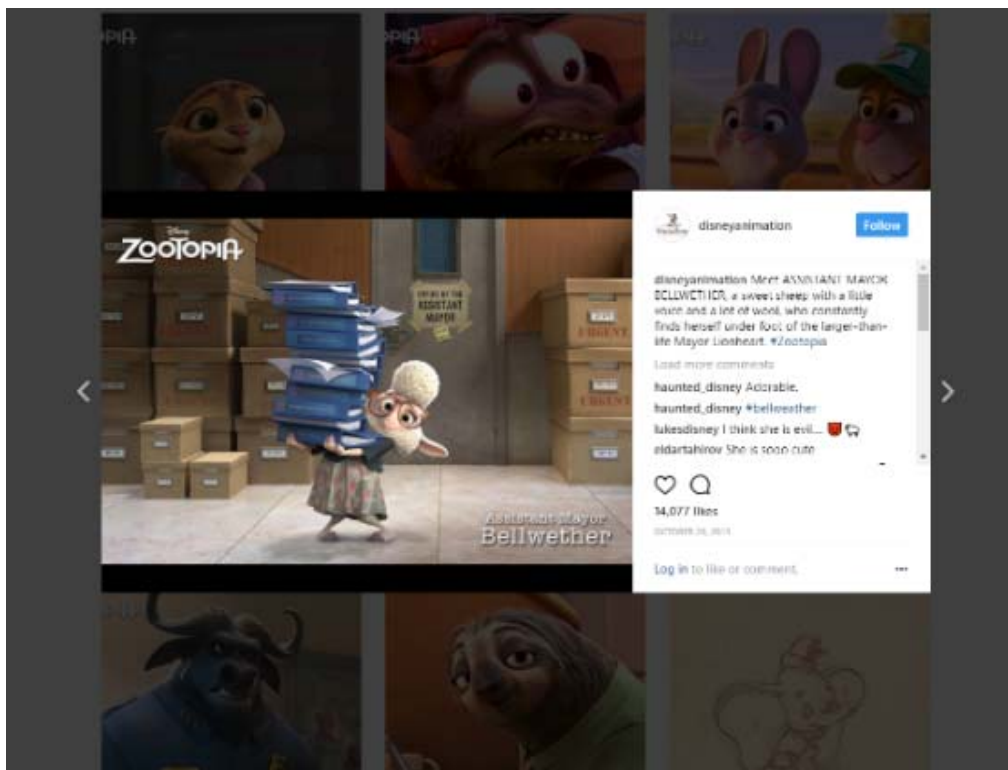 PIA
PIA
Disney
ZOOTOPIA
OFFICE OF THE
ASSISTANT
MAYOR
URGENT
URGENT
Assistant Mayor
Bellwether
disneyanimation
Follow
disneyanimation Meet ASSISTANT MAYOR
BELLWETHER, a sweet sheep with a little
voice and a lot of wool, who constantly
finds herself under foot of the larger-than-
life Mayor Lionheart. #Zootopia
Load more comments
haunted_disney Adorable.
haunted_disney #bellweather
lukesdisney I think she is evil... 👹🐑
eldartahirov She is sooo cute
14,077 likes
OCTOBER
Log in to like or comment.